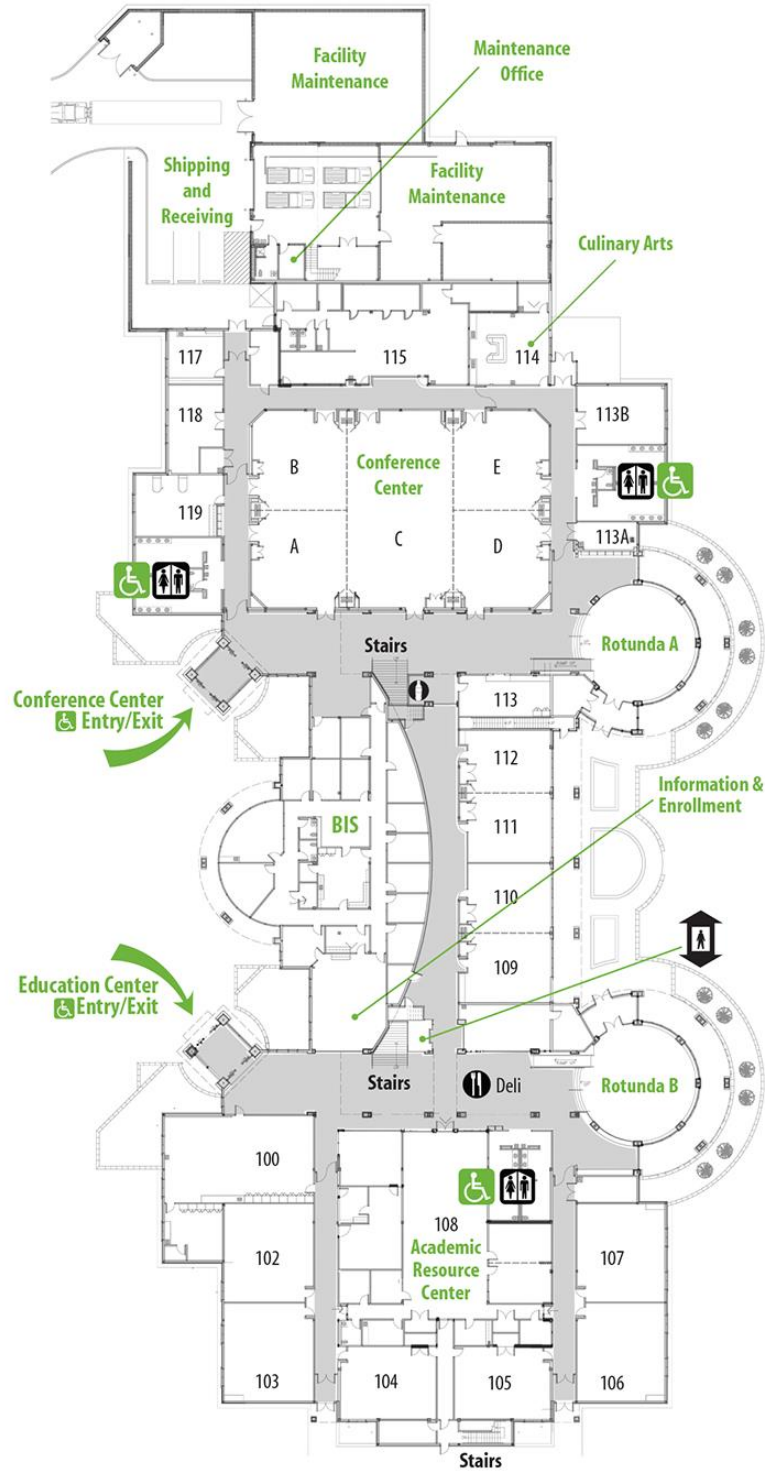 Facility
Maintenance
Maintenance
Office
Shipping
and
Receiving
Facility
Maintenance
Culinary Arts
117
115
114
118
113B
B
Conference
Center
E
119
A
C
D
113A
Stairs
Rotunda A
Conference Center
Entry/Exit
113
112
Information &
Enrollment
BIS
111
110
109
Education Center
Entry/Exit
Stairs
Deli
Rotunda B
100
108
Academic
Resource
Center
102
107
103
104
105
106
Stairs